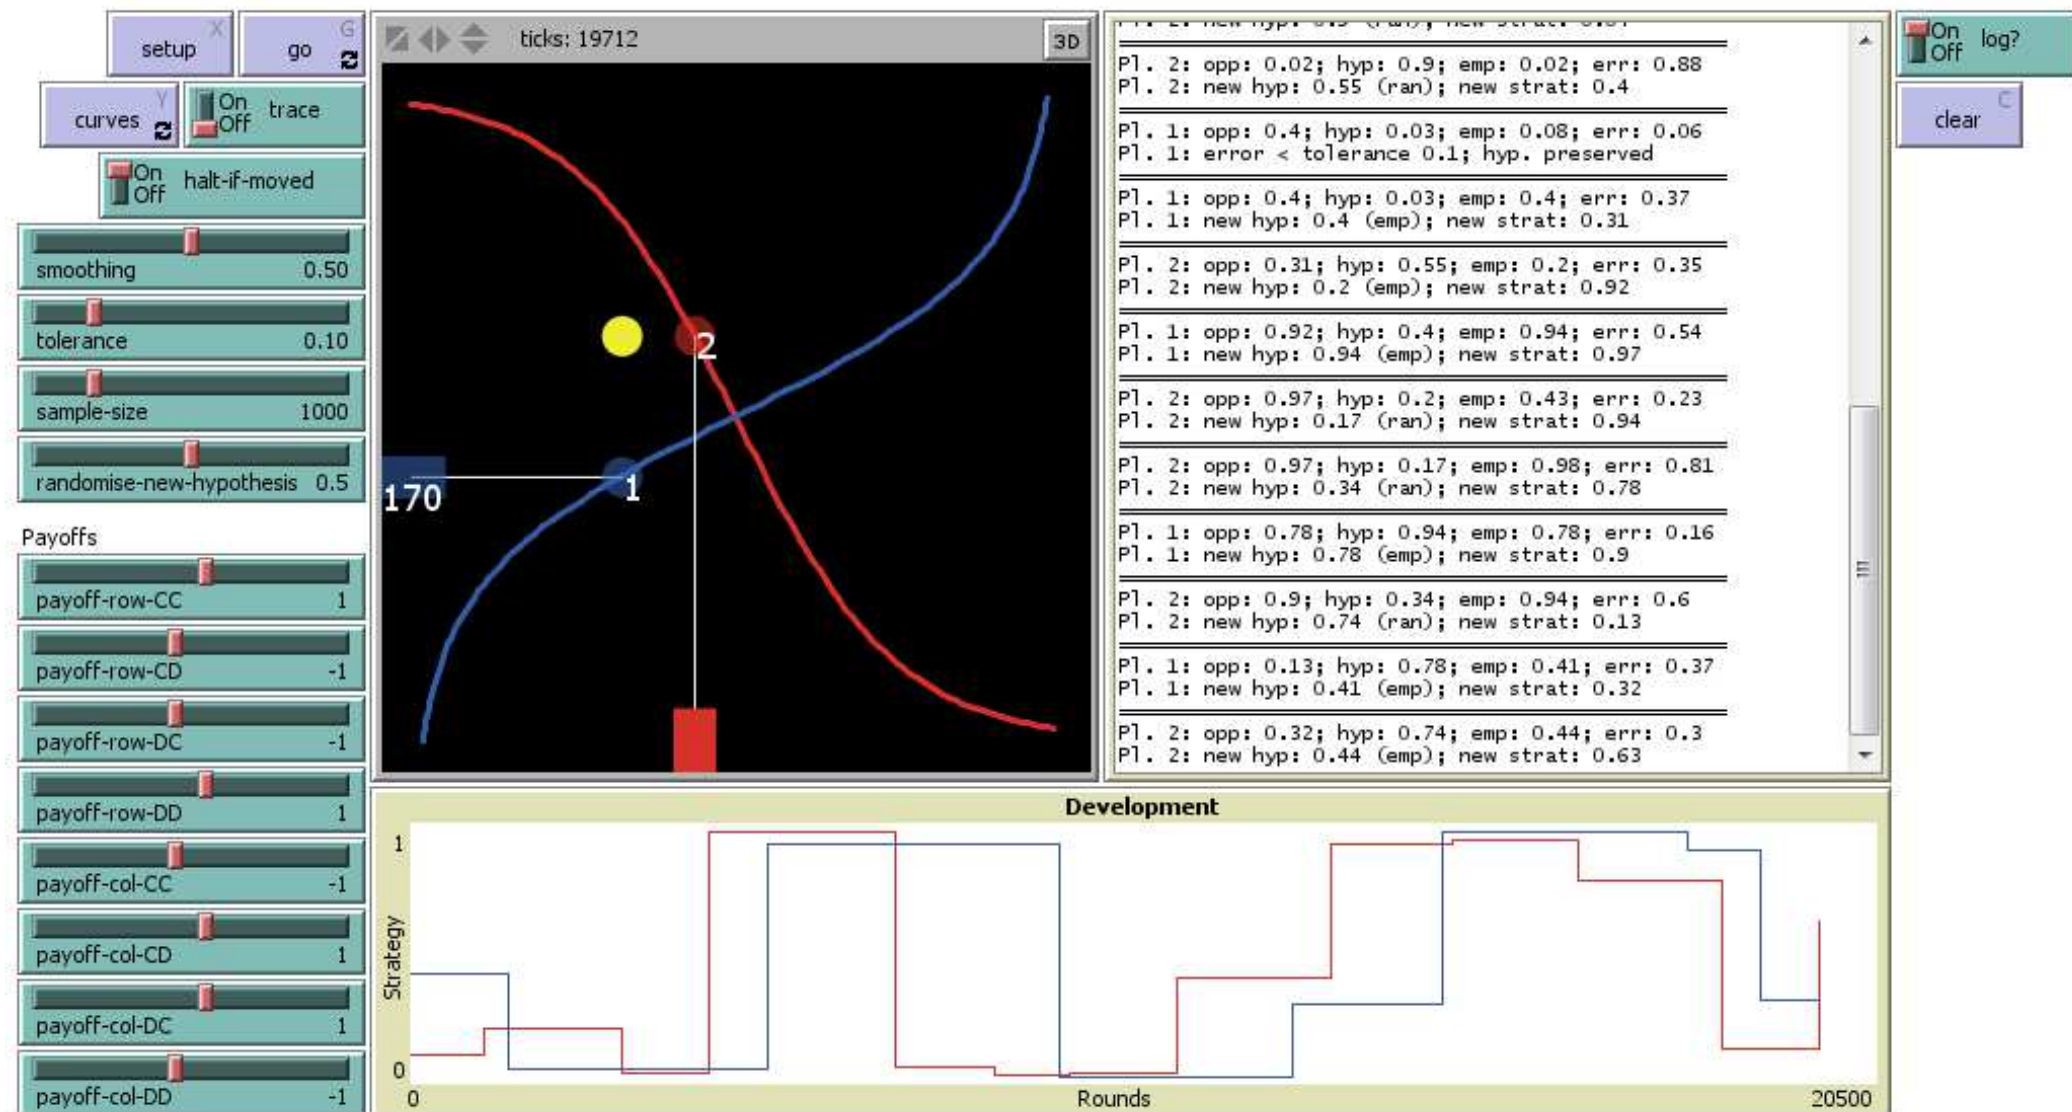 X
setup
G
go
Y
curves
On
Off
trace
On
Off
halt-if-moved
smoothing 0.50
tolerance 0.10
sample-size 1000
randomise-new-hypothesis 0.5
Payoffs
payoff-row-CC 1
payoff-row-CD -1
payoff-row-DC -1
payoff-row-DD 1
payoff-col-CC -1
payoff-col-CD 1
payoff-col-DC 1
payoff-col-DD -1
ticks: 19712
3D
2
1
170
Pl. 2: opp: 0.02; hyp: 0.9; emp: 0.02; err: 0.88
Pl. 2: new hyp: 0.55 (ran); new strat: 0.4
Pl. 1: opp: 0.4; hyp: 0.03; emp: 0.08; err: 0.06
Pl. 1: error < tolerance 0.1; hyp. preserved
Pl. 1: opp: 0.4; hyp: 0.03; emp: 0.4; err: 0.37
Pl. 1: new hyp: 0.4 (emp); new strat: 0.31
Pl. 2: opp: 0.31; hyp: 0.55; emp: 0.2; err: 0.35
Pl. 2: new hyp: 0.2 (emp); new strat: 0.92
Pl. 1: opp: 0.92; hyp: 0.4; emp: 0.94; err: 0.54
Pl. 1: new hyp: 0.94 (emp); new strat: 0.97
Pl. 2: opp: 0.97; hyp: 0.2; emp: 0.43; err: 0.23
Pl. 2: new hyp: 0.17 (ran); new strat: 0.94
Pl. 2: opp: 0.97; hyp: 0.17; emp: 0.98; err: 0.81
Pl. 2: new hyp: 0.34 (ran); new strat: 0.78
Pl. 1: opp: 0.78; hyp: 0.94; emp: 0.78; err: 0.16
Pl. 1: new hyp: 0.78 (emp); new strat: 0.9
Pl. 2: opp: 0.9; hyp: 0.34; emp: 0.94; err: 0.6
Pl. 2: new hyp: 0.74 (ran); new strat: 0.13
Pl. 1: opp: 0.13; hyp: 0.78; emp: 0.41; err: 0.37
Pl. 1: new hyp: 0.41 (emp); new strat: 0.32
Pl. 2: opp: 0.32; hyp: 0.74; emp: 0.44; err: 0.3
Pl. 2: new hyp: 0.44 (emp); new strat: 0.63
On
Off
log?
C
clear
Development
1
Strategy
0
0
Rounds
20500